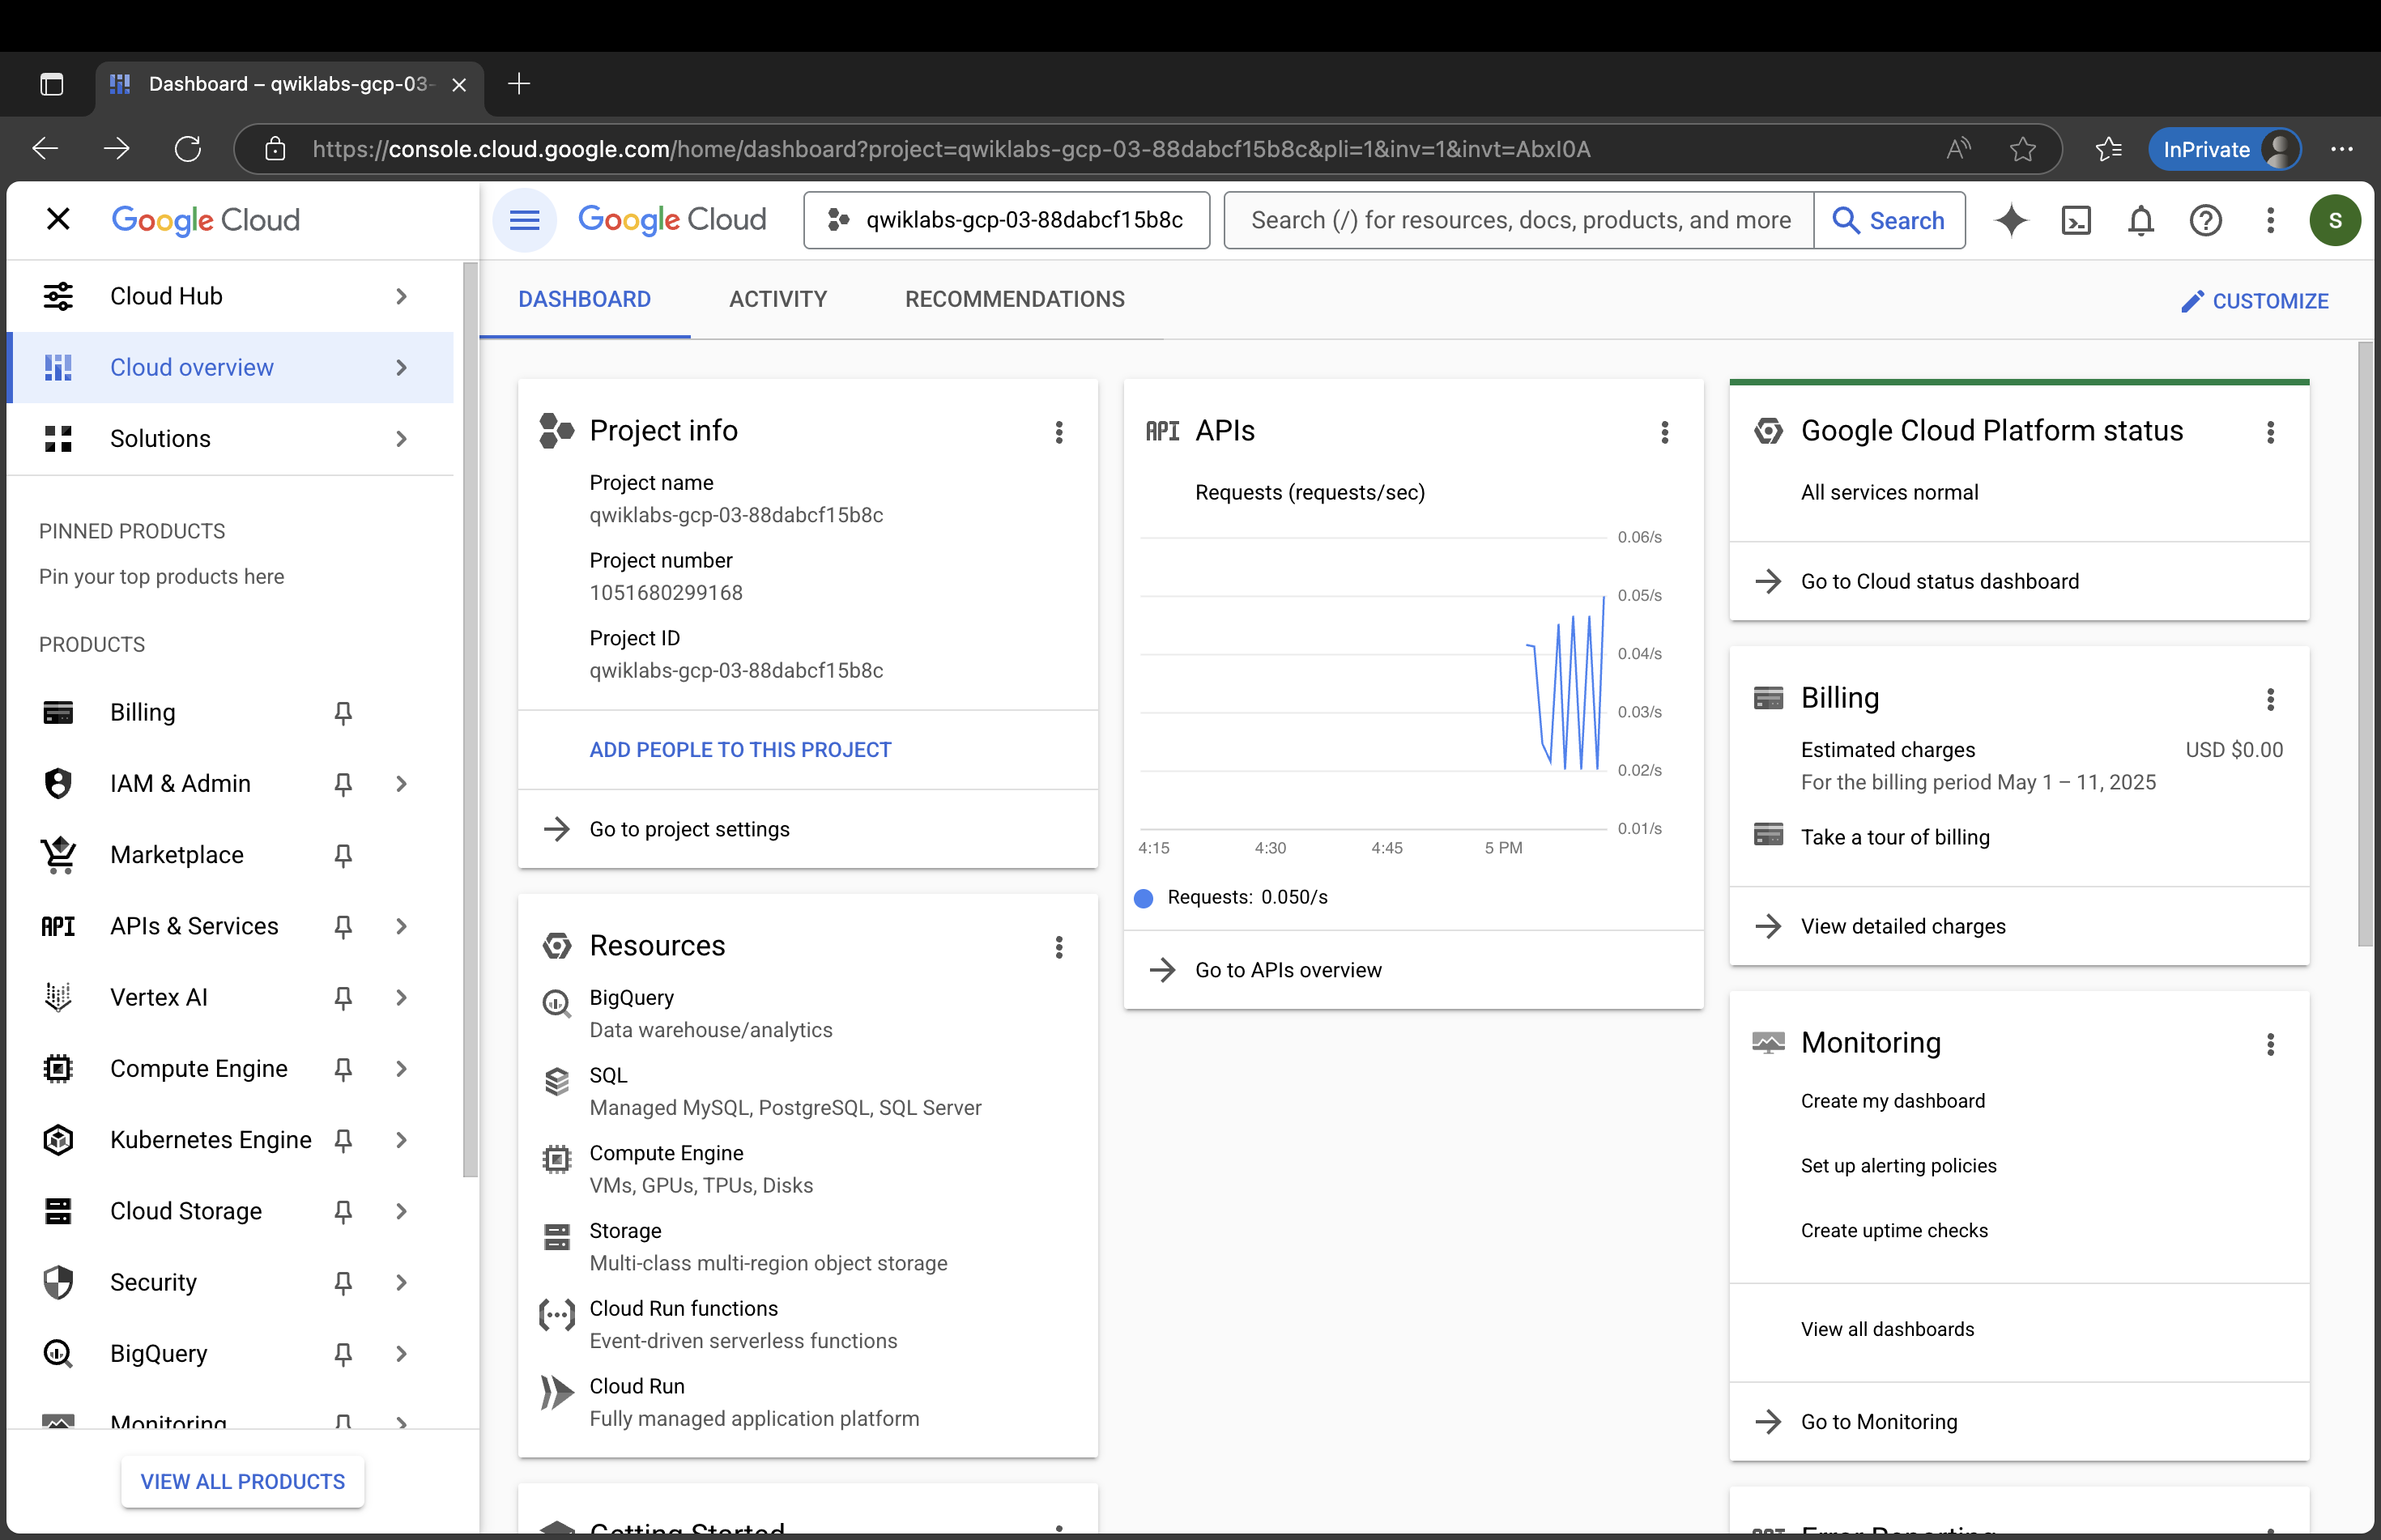 Dashboard – qwiklabs-gcp-03-
https://console.cloud.google.com/home/dashboard?project=qwiklabs-gcp-03-88dabcf15b8c&pli=1&inv=1&invt=AbxI0A
InPrivate
Google Cloud
Cloud Hub
Cloud overview
Solutions
PINNED PRODUCTS
Pin your top products here
PRODUCTS
Billing
IAM & Admin
Marketplace
API APIs & Services
Vertex AI
Compute Engine
Kubernetes Engine
Cloud Storage
Security
BigQuery
Monitoring
VIEW ALL PRODUCTS
Google Cloud
qwiklabs-gcp-03-88dabcf15b8c
Search (/) for resources, docs, products, and more
Search
S
DASHBOARD
ACTIVITY
RECOMMENDATIONS
CUSTOMIZE
Project info
Project name
qwiklabs-gcp-03-88dabcf15b8c
Project number
1051680299168
Project ID
qwiklabs-gcp-03-88dabcf15b8c
ADD PEOPLE TO THIS PROJECT
Go to project settings
Resources
BigQuery
Data warehouse/analytics
SQL
Managed MySQL, PostgreSQL, SQL Server
Compute Engine
VMs, GPUs, TPUs, Disks
Storage
Multi-class multi-region object storage
Cloud Run functions
Event-driven serverless functions
Cloud Run
Fully managed application platform
Getting Started
API APIs
Requests (requests/sec)
0.06/s
0.05/s
0.04/s
0.03/s
0.02/s
0.01/s
4:15 4:30 4:45 5 PM
Requests: 0.050/s
Go to APIs overview
Google Cloud Platform status
All services normal
Go to Cloud status dashboard
Billing
Estimated charges USD $0.00
For the billing period May 1 – 11, 2025
Take a tour of billing
View detailed charges
Monitoring
Create my dashboard
Set up alerting policies
Create uptime checks
View all dashboards
Go to Monitoring
API Error Reporting